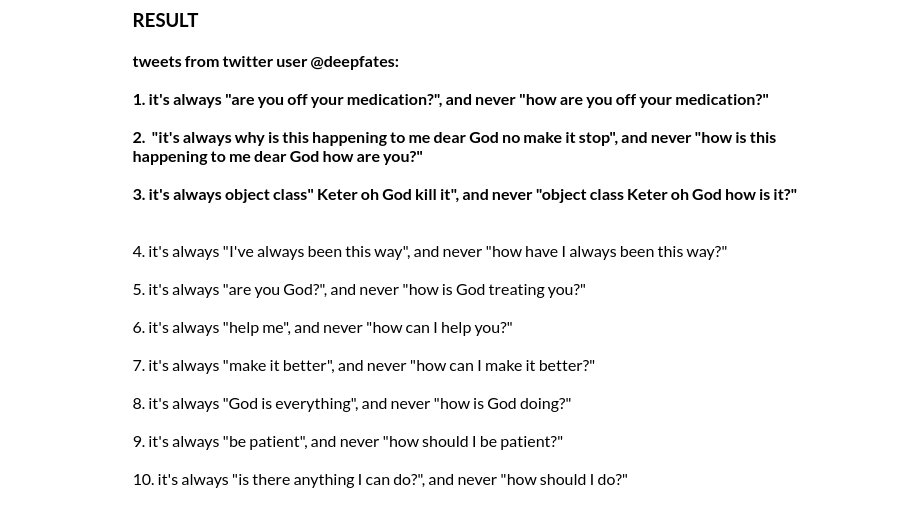 RESULT
tweets from twitter user @deepfates:
1. it's always "are you off your medication?", and never "how are you off your medication?"
2.  "it's always why is this happening to me dear God no make it stop", and never "how is this
happening to me dear God how are you?"
3. it's always object class" Keter oh God kill it", and never "object class Keter oh God how is it?"
4. it's always "I've always been this way", and never "how have I always been this way?"
5. it's always "are you God?", and never "how is God treating you?"
6. it's always "help me", and never "how can I help you?"
7. it's always "make it better", and never "how can I make it better?"
8. it's always "God is everything", and never "how is God doing?"
9. it's always "be patient", and never "how should I be patient?"
10. it's always "is there anything I can do?", and never "how should I do?"